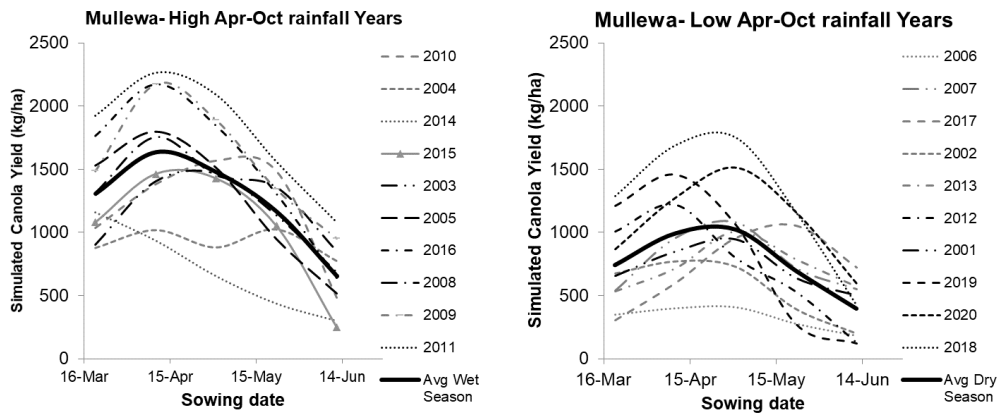 Mullewa- High Apr-Oct rainfall Years
Simulated Canola Yield (kg/ha)
2500
2000
1500
1000
500
0
16-Mar 15-Apr 15-May 14-Jun
Sowing date
2010
2004
2014
2015
2003
2005
2016
2008
2009
2011
Avg Wet
Season
Mullewa- Low Apr-Oct rainfall Years
Simulated Canola Yield (kg/ha)
2500
2000
1500
1000
500
0
16-Mar 15-Apr 15-May 14-Jun
Sowing date
2006
2007
2017
2002
2013
2012
2001
2019
2020
2018
Avg Dry
Season